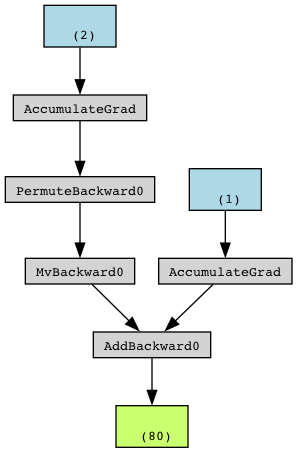 (2)
AccumulateGrad
PermuteBackward0
(1)
MvBackward0
AccumulateGrad
AddBackward0
(80)